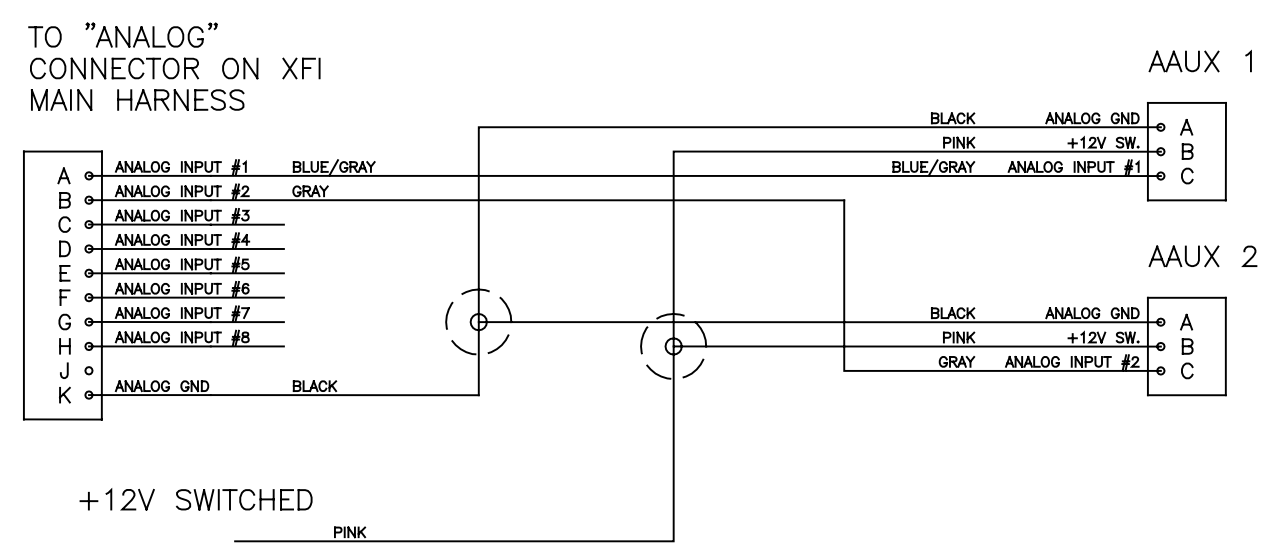 TO "ANALOG"
CONNECTOR ON XFI
MAIN HARNESS
AAUX 1
BLACK ANALOG GND A
PINK +12V SW. B
BLUE/GRAY ANALOG INPUT #1 C
A ANALOG INPUT #1 BLUE/GRAY
B ANALOG INPUT #2 GRAY
C ANALOG INPUT #3
D ANALOG INPUT #4
E ANALOG INPUT #5
F ANALOG INPUT #6
G ANALOG INPUT #7
H ANALOG INPUT #8
J
K ANALOG GND BLACK
AAUX 2
BLACK ANALOG GND A
PINK +12V SW. B
GRAY ANALOG INPUT #2 C
+12V SWITCHED
PINK